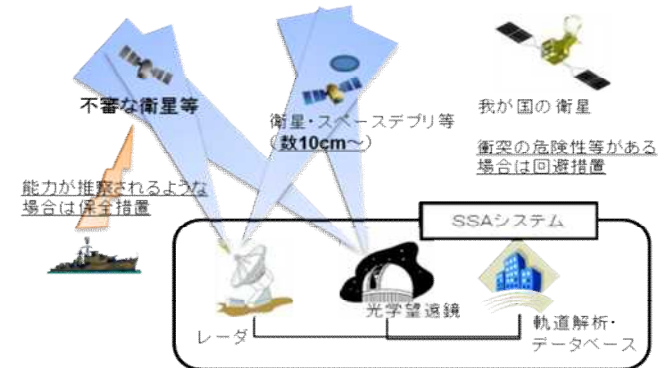 不審な衛星等
衛星・スペースデブリ等
(数10cm～)
我が国の衛星
衝空の危険性等がある
場合は回避措置
能力が推察されるような
場合は保全措置
SSAシステム
レーダ
光学望遠鏡
軌道解析・
データベース